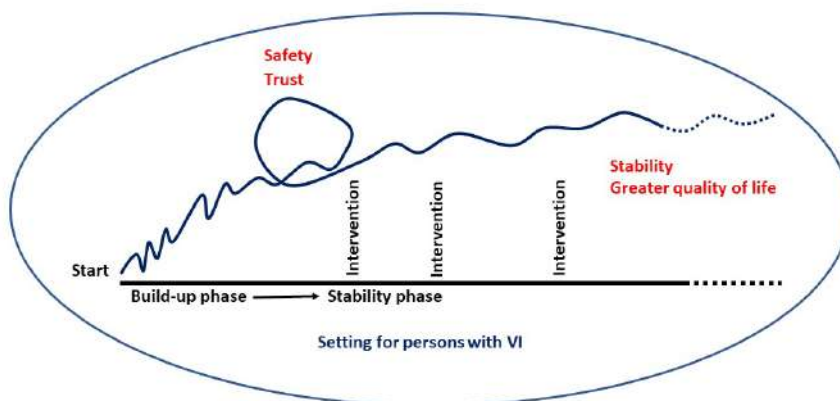 Safety
Trust
Stability
Greater quality of life
Intervention
Intervention
Intervention
Start
Build-up phase
Stability phase
Setting for persons with VI